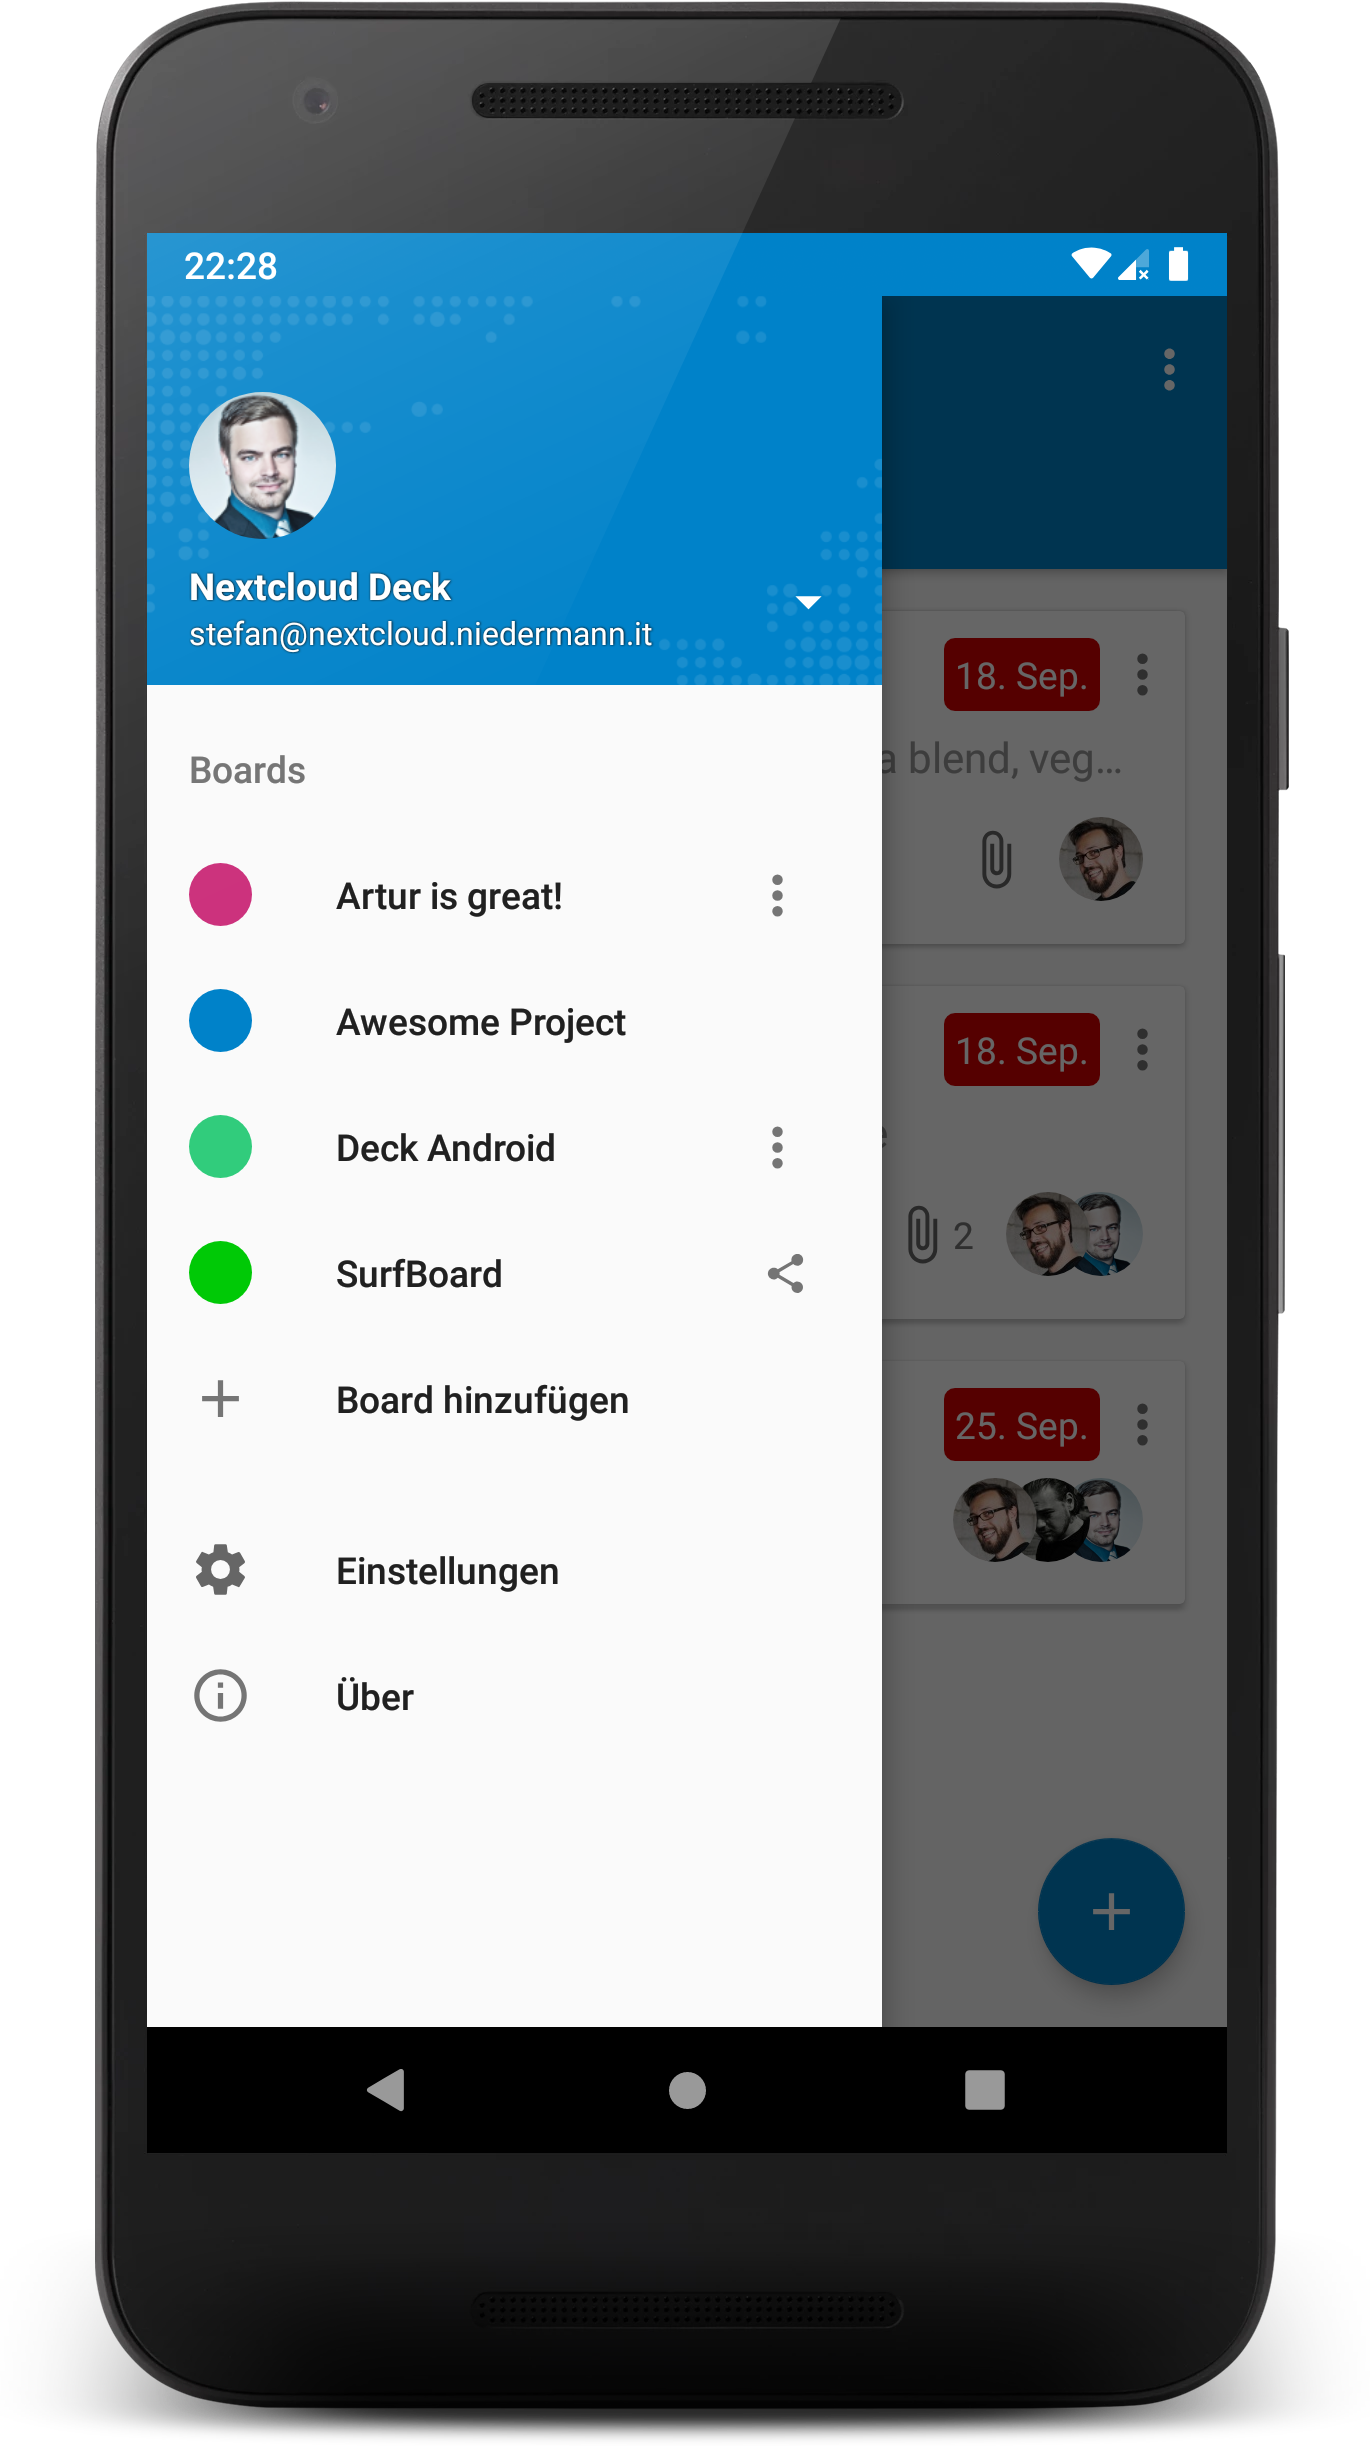 22:28
Nextcloud Deck
stefan@nextcloud.niedermann.it
Boards
Artur is great!
Awesome Project
Deck Android
SurfBoard
Board hinzufügen
Einstellungen
Über
18. Sep.
a blend, veg...
18. Sep.
2
25. Sep.